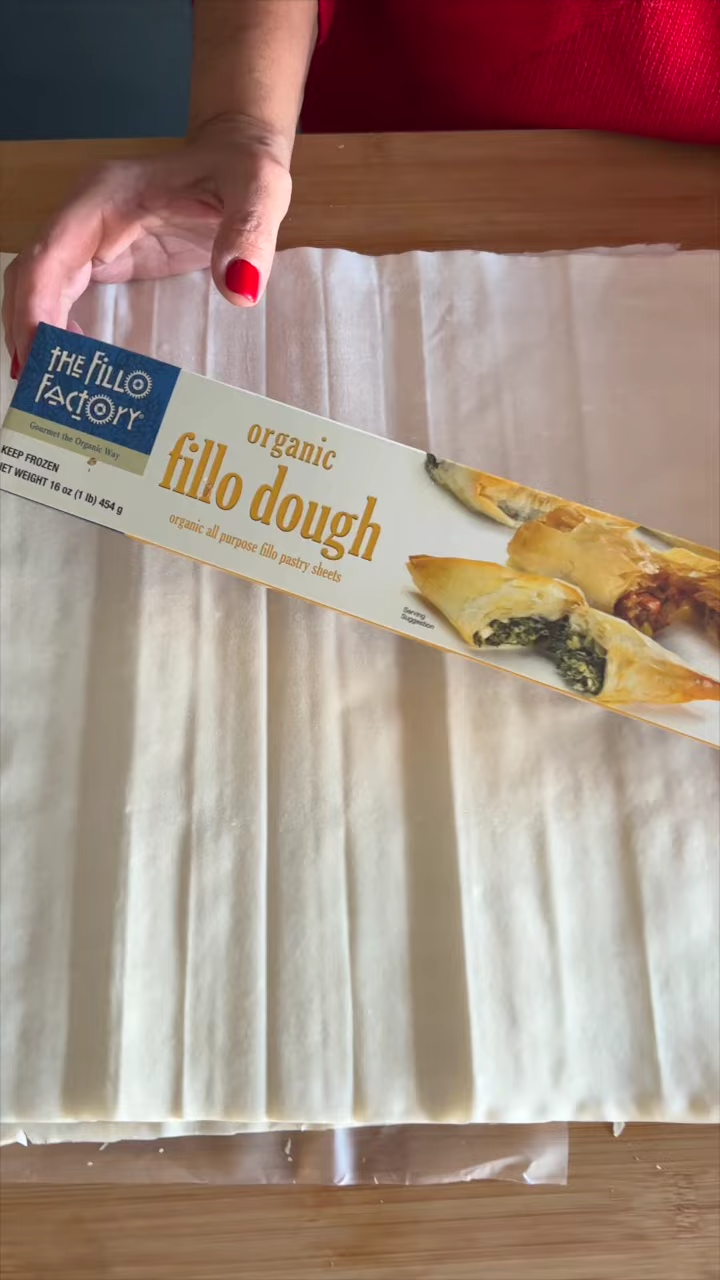 THE FILLO
FACTORY®
Gourmet the Organic Way
KEEP FROZEN
NET WEIGHT 16 oz (1 lb) 454 g
organic
fillo dough
organic all purpose fillo pastry sheets
Serving
Suggestion